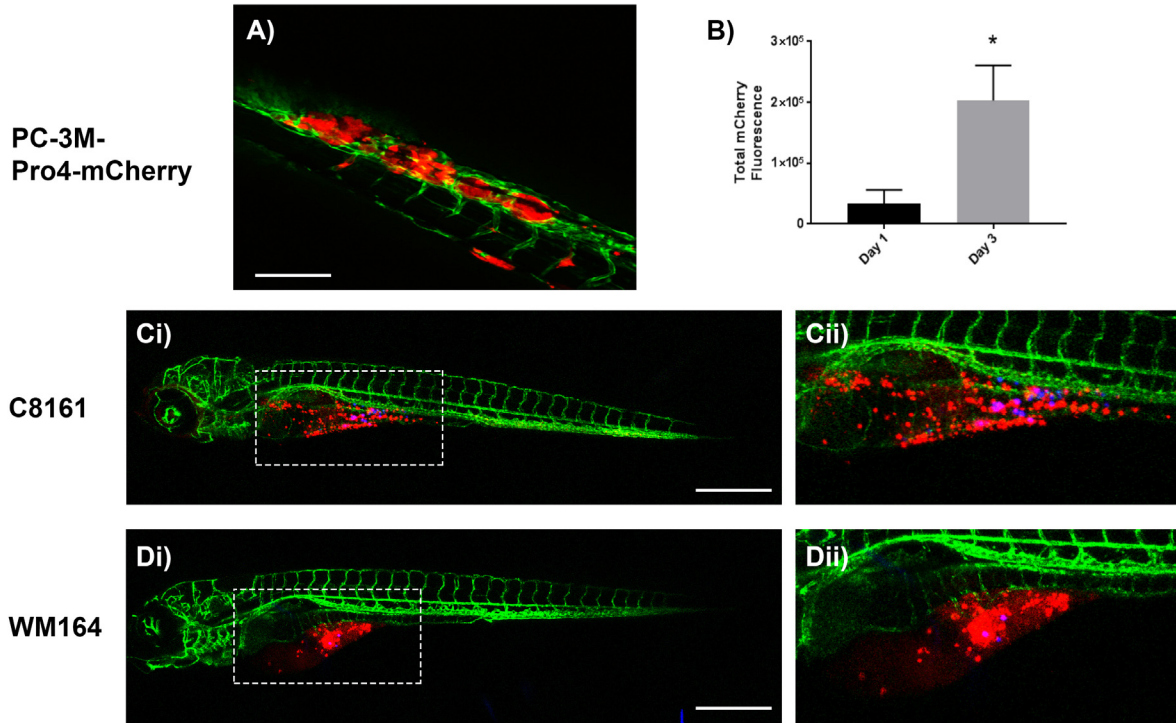 A)
B)
PC-3M-
Pro4-mCherry
Total mCherry
Fluorescence
3×10⁵
*
2×10⁵
1×10⁵
0
Day 1
Day 3
Ci)
Cii)
C8161
Di)
Dii)
WM164